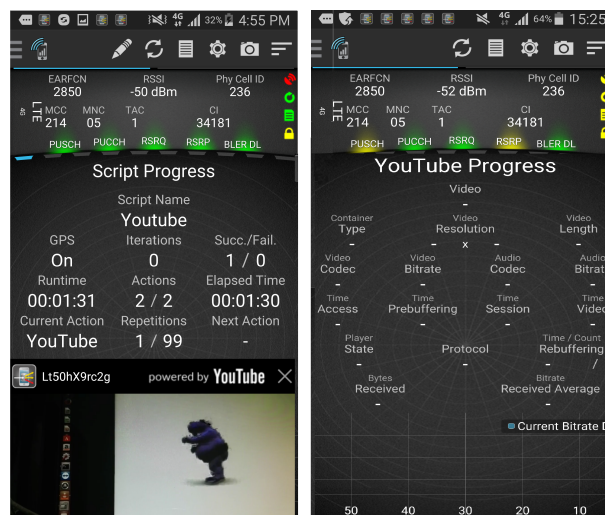 4G 32% 4:55 PM
EARFCN RSSI Phy Cell ID
2850 -50 dBm 236
4G LTE
MCC MNC TAC CI
214 05 1 34181
PUSCH PUCCH RSRQ RSRP BLER DL
Script Progress
Script Name
Youtube
GPS Iterations Succ./Fail.
On 0 1 / 0
Runtime Actions Elapsed Time
00:01:31 2 / 2 00:01:30
Current Action Repetitions Next Action
YouTube 1 / 99 -
Lt50hX9rc2g powered by YouTube
4G 64% 15:25
EARFCN RSSI Phy Cell ID
2850 -52 dBm 236
4G LTE
MCC MNC TAC CI
214 05 1 34181
PUSCH PUCCH RSRQ RSRP BLER DL
YouTube Progress
Video
-
Container Video Video
Type Resolution Length
- - x - -
Video Video Audio Audio
Codec Bitrate Codec Bitrat
- - - -
Time Time Time Time
Access Prebuffering Session Video
- - - -
Player Time / Count
State Protocol Rebuffering
- - - /
Bytes Bitrate
Received Received Average
- -
Current Bitrate D
50 40 30 20 10